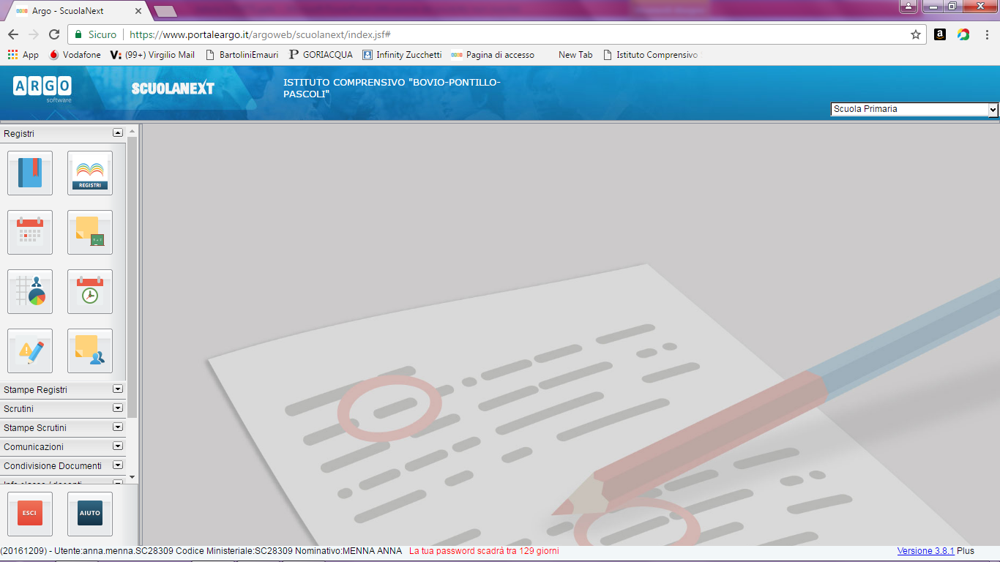 Argo - ScuolaNext
Sicuro https://www.portaleargo.it/argoweb/scuolanext/index.jsf#
App Vodafone (99+) Virgilio Mail BartoliniEmauri GORIACQUA Infinity Zucchetti Pagina di accesso New Tab Istituto Comprensivo
ARGO
software
SCUOLANEXT
ISTITUTO COMPRENSIVO "BOVIO-PONTILLO-
PASCOLI"
Scuola Primaria
Registri
REGISTRI
Stampe Registri
Scrutini
Stampe Scrutini
Comunicazioni
Condivisione Documenti
Info classe / docenti
ESCI AIUTO
(20161209) - Utente:anna.menna.SC28309 Codice Ministeriale:SC28309 Nominativo:MENNA ANNA La tua password scadrà tra 129 giorni Versione 3.8.1 Plus